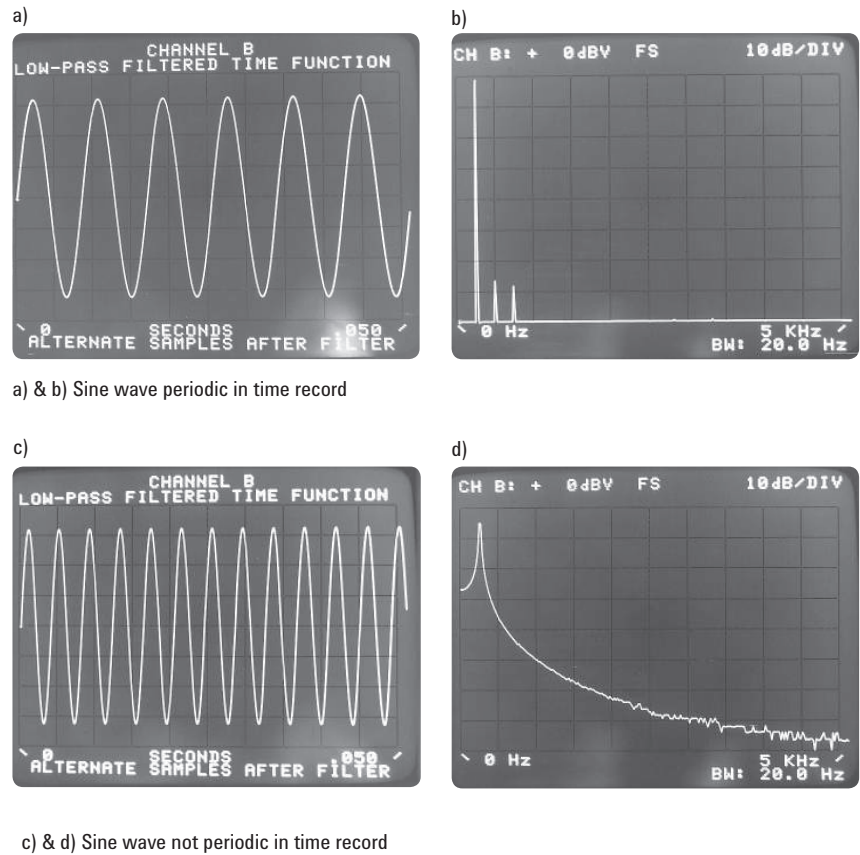 a)
CHANNEL B
LOW-PASS FILTERED TIME FUNCTION
0 SECONDS .050
ALTERNATE SAMPLES AFTER FILTER
b)
CH B: + 0dBV FS 10dB/DIV
0 Hz 5 KHz
BW: 20.0 Hz
a) & b) Sine wave periodic in time record
c)
CHANNEL B
LOW-PASS FILTERED TIME FUNCTION
0 SECONDS .050
ALTERNATE SAMPLES AFTER FILTER
d)
CH B: + 0dBV FS 10dB/DIV
0 Hz 5 KHz
BW: 20.0 Hz
c) & d) Sine wave not periodic in time record